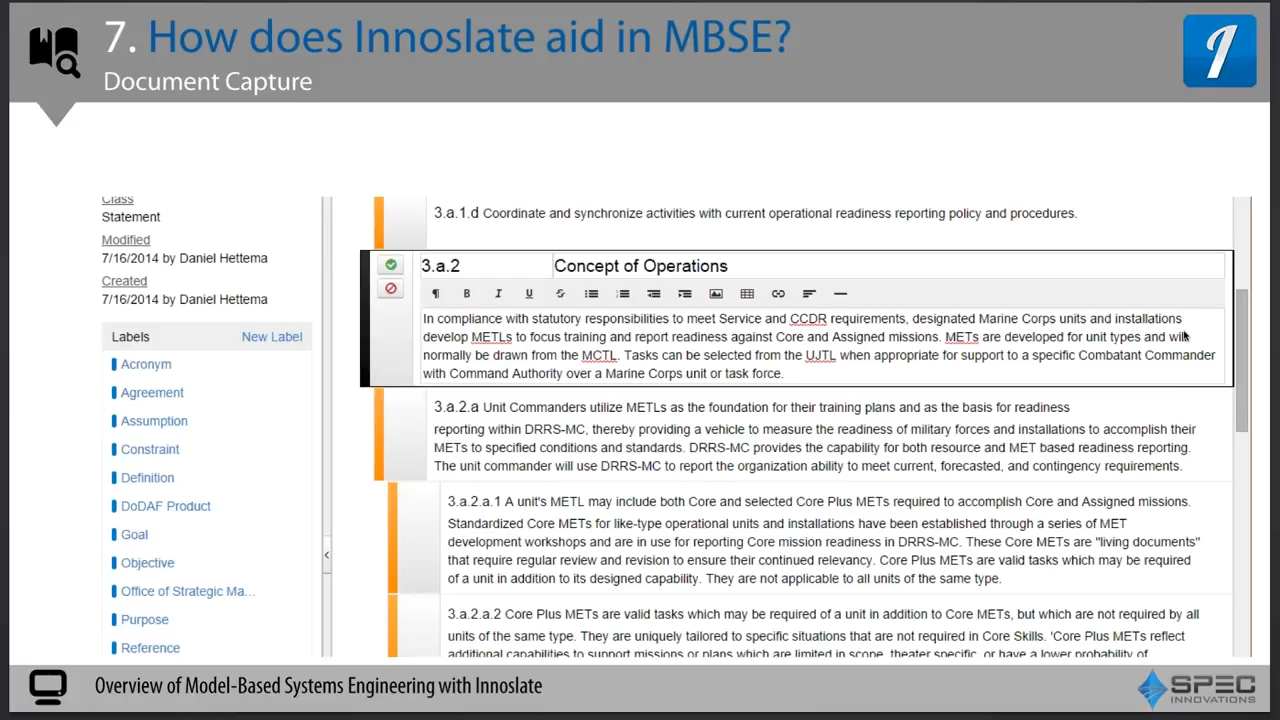 7. How does Innoslate aid in MBSE?
Document Capture
Class
Statement
Modified
7/16/2014 by Daniel Hettema
Created
7/16/2014 by Daniel Hettema
Labels New Label
Acronym
Agreement
Assumption
Constraint
Definition
DoDAF Product
Goal
Objective
Office of Strategic Ma...
Purpose
Reference
3.a.1.d Coordinate and synchronize activities with current operational readiness reporting policy and procedures.
3.a.2 Concept of Operations
In compliance with statutory responsibilities to meet Service and CCDR requirements, designated Marine Corps units and installations
develop METLs to focus training and report readiness against Core and Assigned missions. METs are developed for unit types and will
normally be drawn from the MCTL. Tasks can be selected from the UJTL when appropriate for support to a specific Combatant Commander
with Command Authority over a Marine Corps unit or task force.
3.a.2.a Unit Commanders utilize METLs as the foundation for their training plans and as the basis for readiness
reporting within DRRS-MC, thereby providing a vehicle to measure the readiness of military forces and installations to accomplish their
METs to specified conditions and standards. DRRS-MC provides the capability for both resource and MET based readiness reporting.
The unit commander will use DRRS-MC to report the organization ability to meet current, forecasted, and contingency requirements.
3.a.2.a.1 A unit's METL may include both Core and selected Core Plus METs required to accomplish Core and Assigned missions.
Standardized Core METs for like-type operational units and installations have been established through a series of MET
development workshops and are in use for reporting Core mission readiness in DRRS-MC. These Core METs are "living documents"
that require regular review and revision to ensure their continued relevancy. Core Plus METs are valid tasks which may be required
of a unit in addition to its designed capability. They are not applicable to all units of the same type.
3.a.2.a.2 Core Plus METs are valid tasks which may be required of a unit in addition to Core METs, but which are not required by all
units of the same type. They are uniquely tailored to specific situations that are not required in Core Skills. 'Core Plus METs reflect
additional capabilities to support missions or plans which are limited in scope, theater specific, or have a lower probability of
Overview of Model-Based Systems Engineering with Innoslate
SPEC
INNOVATIONS